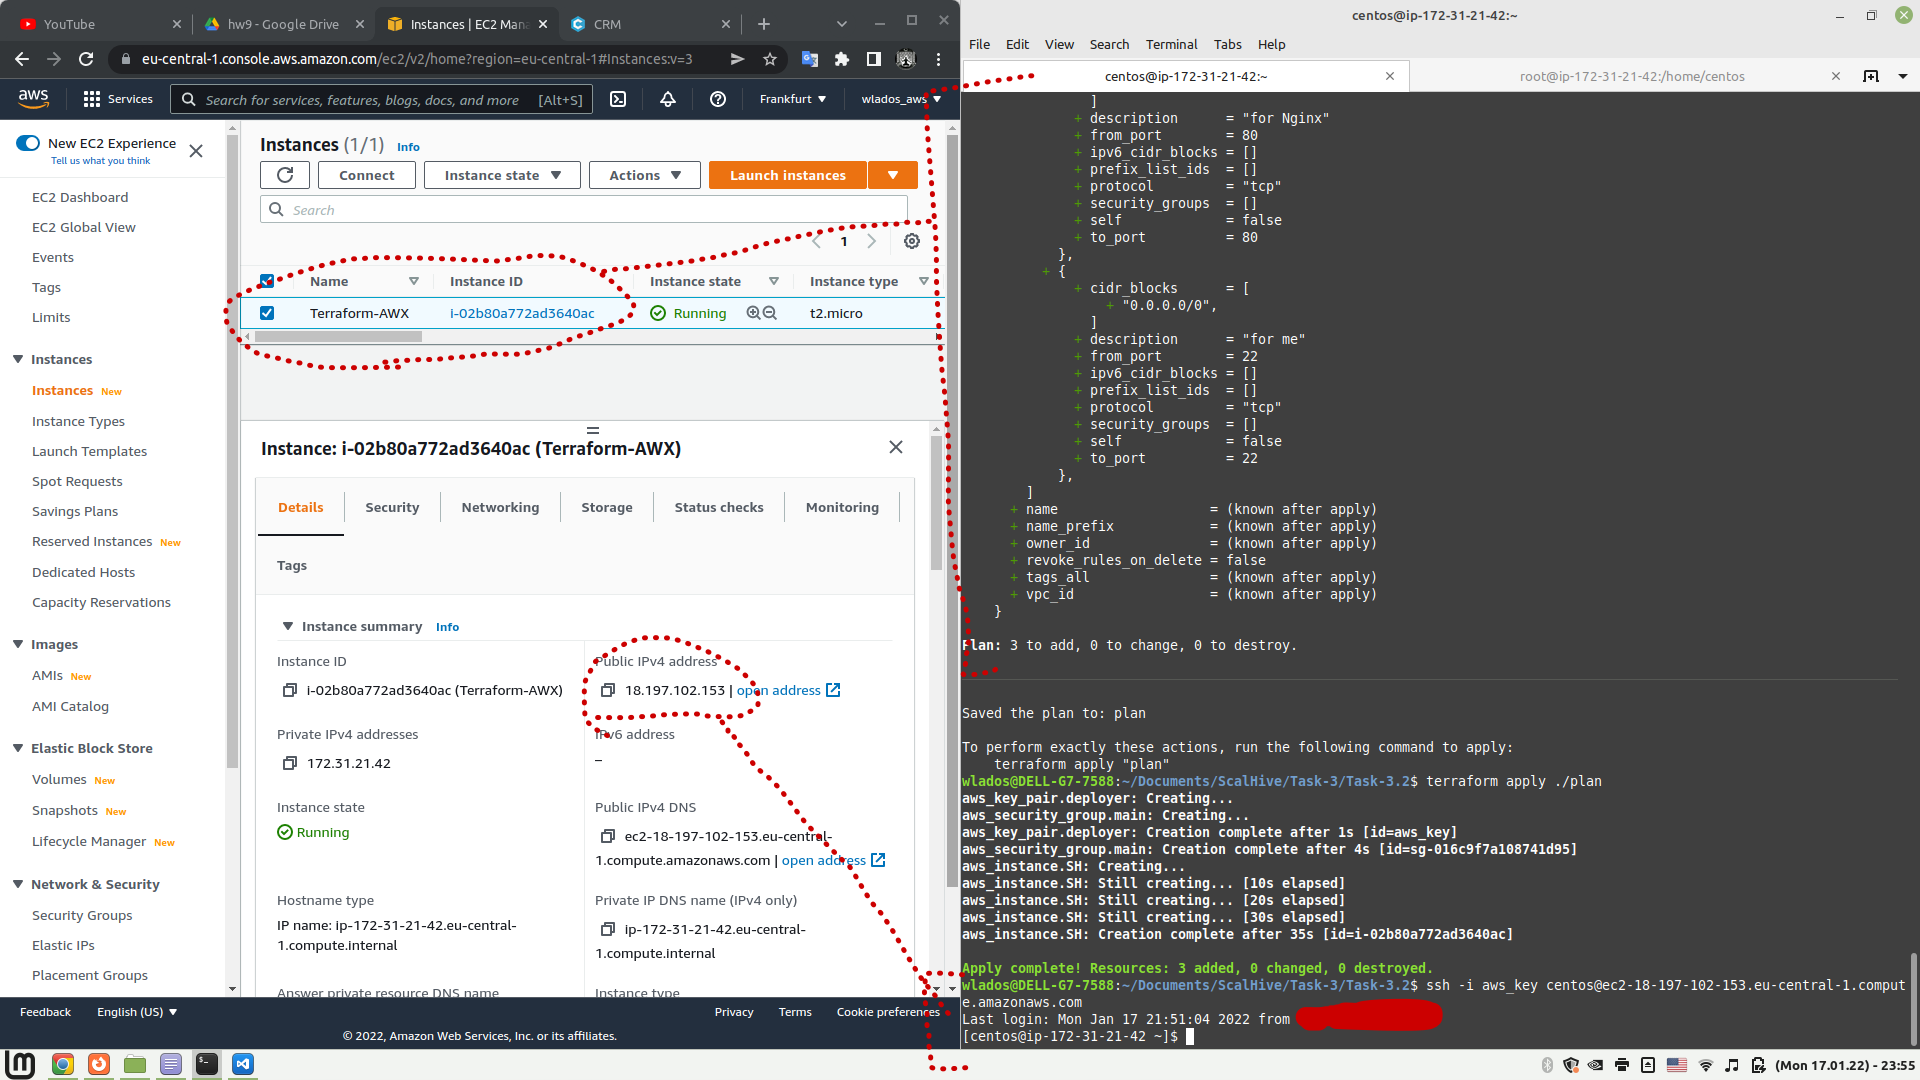 YouTube
hw9 - Google Drive
Instances | EC2 Mana
CRM
eu-central-1.console.aws.amazon.com/ec2/v2/home?region=eu-central-1#Instances:v=3
aws
Services
Search for services, features, blogs, docs, and more [Alt+S]
Frankfurt
wlados_aws
New EC2 Experience
Tell us what you think
EC2 Dashboard
EC2 Global View
Events
Tags
Limits
Instances
Instances New
Instance Types
Launch Templates
Spot Requests
Savings Plans
Reserved Instances New
Dedicated Hosts
Capacity Reservations
Images
AMIs New
AMI Catalog
Elastic Block Store
Volumes New
Snapshots New
Lifecycle Manager New
Network & Security
Security Groups
Elastic IPs
Placement Groups
Instances (1/1) Info
Connect
Instance state
Actions
Launch instances
Search
1
Name
Instance ID
Instance state
Instance type
Terraform-AWX
i-02b80a772ad3640ac
Running
t2.micro
Instance: i-02b80a772ad3640ac (Terraform-AWX)
Details
Security
Networking
Storage
Status checks
Monitoring
Tags
Instance summary Info
Instance ID
i-02b80a772ad3640ac (Terraform-AWX)
Public IPv4 address
18.197.102.153 | open address
Private IPv4 addresses
172.31.21.42
IPv6 address
–
Instance state
Running
Public IPv4 DNS
ec2-18-197-102-153.eu-central-
1.compute.amazonaws.com | open address
Hostname type
IP name: ip-172-31-21-42.eu-central-
1.compute.internal
Private IP DNS name (IPv4 only)
ip-172-31-21-42.eu-central-
1.compute.internal
Answer private resource DNS name
Instance type
Feedback
English (US)
Privacy
Terms
Cookie preferences
© 2022, Amazon Web Services, Inc. or its affiliates.
centos@ip-172-31-21-42:~
File Edit View Search Terminal Tabs Help
centos@ip-172-31-21-42:~
root@ip-172-31-21-42:/home/centos
]
+ description = "for Nginx"
+ from_port = 80
+ ipv6_cidr_blocks = []
+ prefix_list_ids = []
+ protocol = "tcp"
+ security_groups = []
+ self = false
+ to_port = 80
},
+ {
+ cidr_blocks = [
+ "0.0.0.0/0",
]
+ description = "for me"
+ from_port = 22
+ ipv6_cidr_blocks = []
+ prefix_list_ids = []
+ protocol = "tcp"
+ security_groups = []
+ self = false
+ to_port = 22
},
]
+ name = (known after apply)
+ name_prefix = (known after apply)
+ owner_id = (known after apply)
+ revoke_rules_on_delete = false
+ tags_all = (known after apply)
+ vpc_id = (known after apply)
}
Plan: 3 to add, 0 to change, 0 to destroy.
Saved the plan to: plan
To perform exactly these actions, run the following command to apply:
terraform apply "plan"
wlados@DELL-G7-7588:~/Documents/ScalHive/Task-3/Task-3.2$ terraform apply ./plan
aws_key_pair.deployer: Creating...
aws_security_group.main: Creating...
aws_key_pair.deployer: Creation complete after 1s [id=aws_key]
aws_security_group.main: Creation complete after 4s [id=sg-016c9f7a108741d95]
aws_instance.SH: Creating...
aws_instance.SH: Still creating... [10s elapsed]
aws_instance.SH: Still creating... [20s elapsed]
aws_instance.SH: Still creating... [30s elapsed]
aws_instance.SH: Creation complete after 35s [id=i-02b80a772ad3640ac]
Apply complete! Resources: 3 added, 0 changed, 0 destroyed.
wlados@DELL-G7-7588:~/Documents/ScalHive/Task-3/Task-3.2$ ssh -i aws_key centos@ec2-18-197-102-153.eu-central-1.comput
e.amazonaws.com
Last login: Mon Jan 17 21:51:04 2022 from
[centos@ip-172-31-21-42 ~]$
(Mon 17.01.22) - 23:55